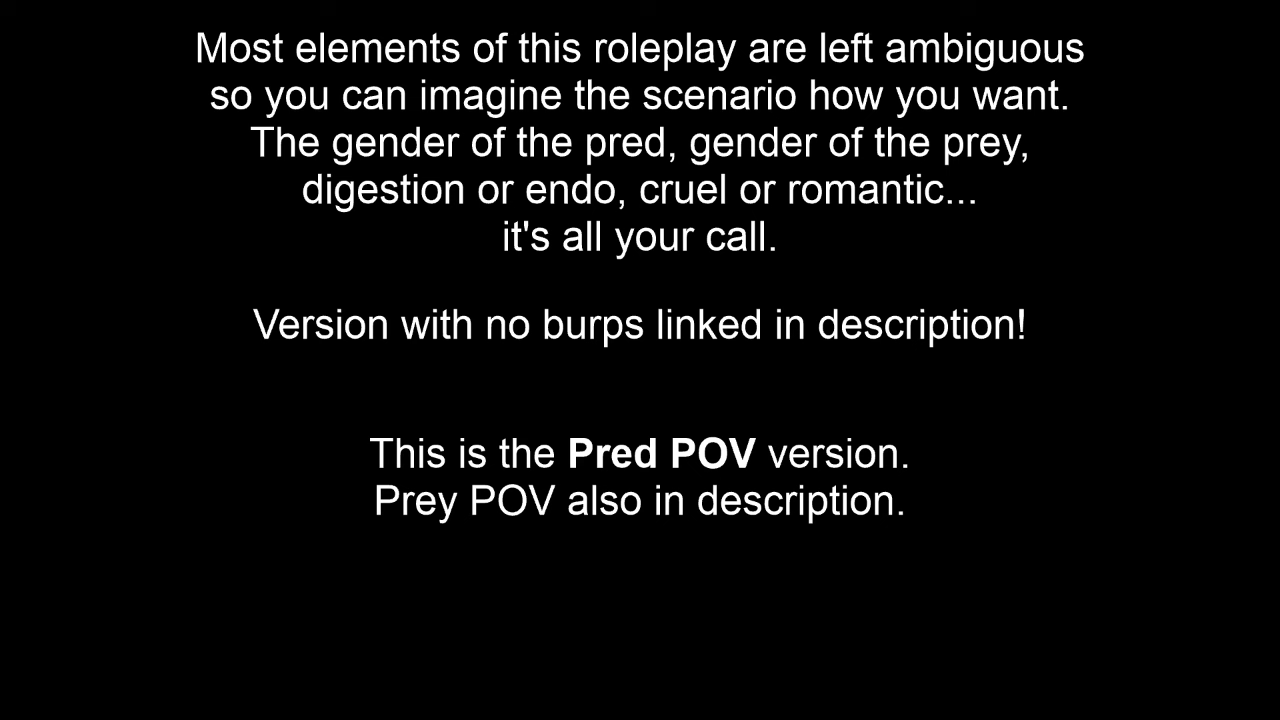 Most elements of this roleplay are left ambiguous
so you can imagine the scenario how you want.
The gender of the pred, gender of the prey,
digestion or endo, cruel or romantic...
it's all your call.
Version with no burps linked in description!
This is the Pred POV version.
Prey POV also in description.